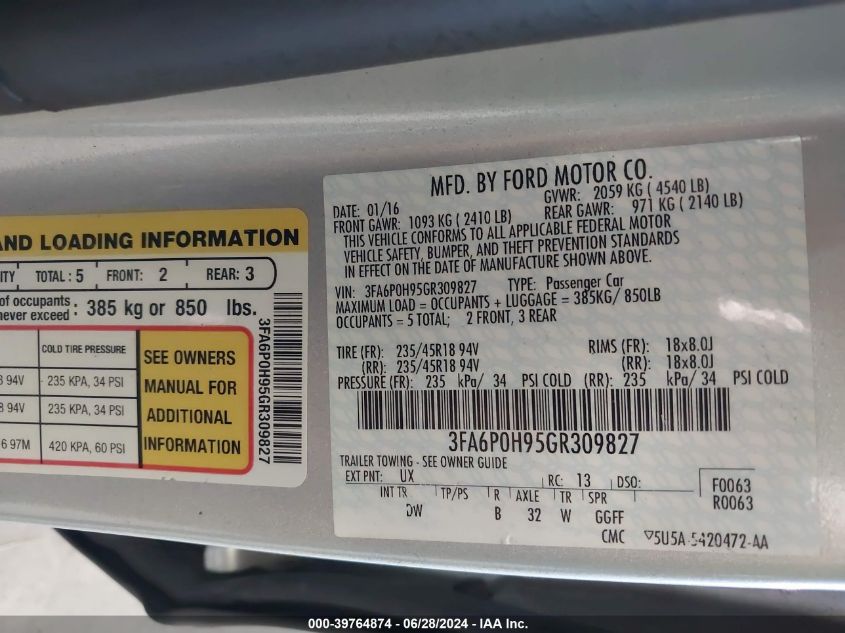 AND LOADING INFORMATION
TOTAL : 5 FRONT: 2 REAR: 3
of occupants
never exceed : 385 kg or 850 lbs.
COLD TIRE PRESSURE
94V 235 KPA, 34 PSI
94V 235 KPA, 34 PSI
97M 420 KPA, 60 PSI
SEE OWNERS
MANUAL FOR
ADDITIONAL
INFORMATION
3FA6P0H95GR309827
MFD. BY FORD MOTOR CO.
DATE: 01/16 GVWR: 2059 KG ( 4540 LB)
FRONT GAWR: 1093 KG ( 2410 LB) REAR GAWR: 971 KG ( 2140 LB)
THIS VEHICLE CONFORMS TO ALL APPLICABLE FEDERAL MOTOR
VEHICLE SAFETY, BUMPER, AND THEFT PREVENTION STANDARDS
IN EFFECT ON THE DATE OF MANUFACTURE SHOWN ABOVE.
VIN: 3FA6P0H95GR309827 TYPE: Passenger Car
MAXIMUM LOAD = OCCUPANTS + LUGGAGE = 385KG/ 850LB
OCCUPANTS = 5 TOTAL; 2 FRONT, 3 REAR
TIRE (FR): 235/45R18 94V RIMS (FR): 18x8.0J
(RR): 235/45R18 94V (RR): 18x8.0J
PRESSURE (FR): 235 kPa/ 34 PSI COLD (RR): 235 kPa/ 34 PSI COLD
3FA6P0H95GR309827
TRAILER TOWING - SEE OWNER GUIDE
EXT PNT: UX RC: 13 DSO: F0063
INT TR TP/PS R AXLE TR SPR R0063
DW B 32 W GGFF
CMC 5U5A-5420472-AA
000-39764874 / 06/28/2024 - IAA Inc.